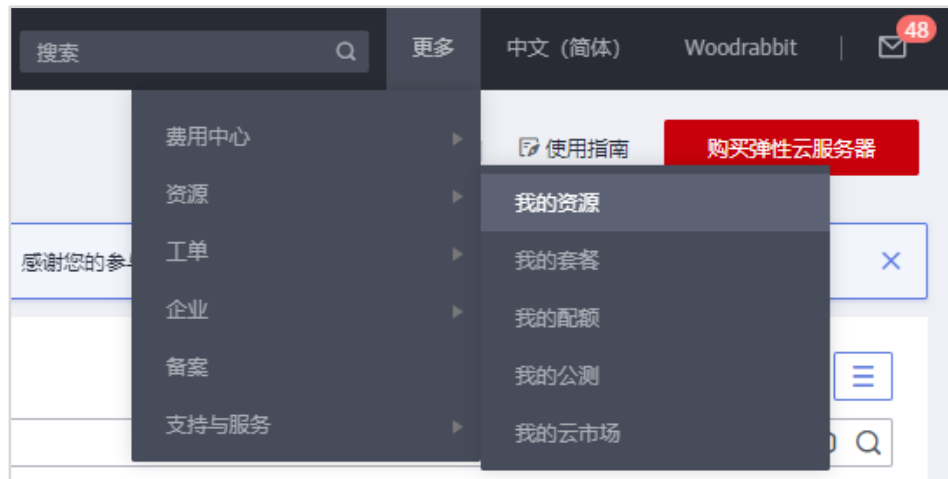 搜索 更多 中文（简体） Woodrabbit 48
费用中心
使用指南 购买弹性云服务器
资源
我的资源
感谢您的参
工单
我的套餐
企业
我的配额
备案
我的公测
支持与服务
我的云市场